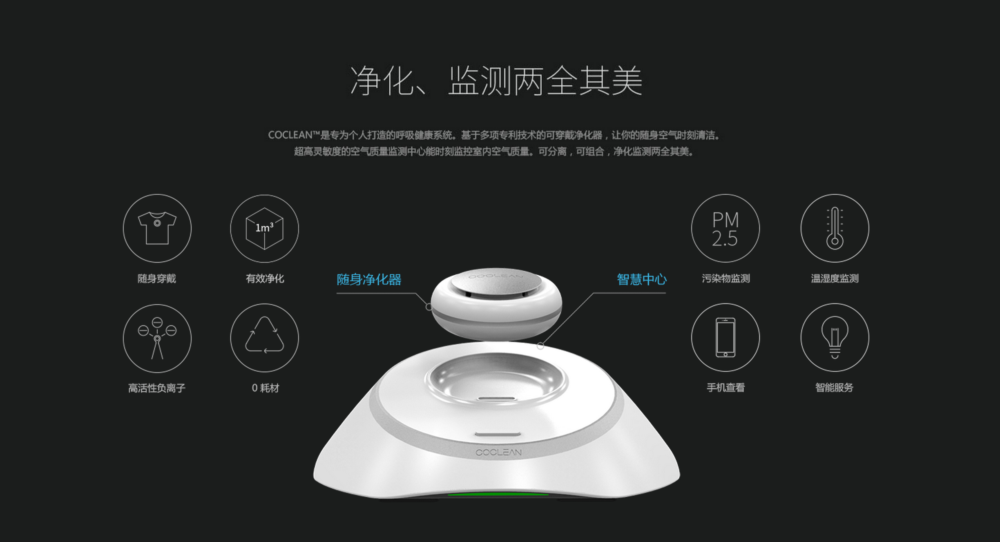 净化、监测两全其美
COCLEAN™是专为个人打造的呼吸健康系统。基于多项专利技术的可穿戴净化器，让你的随身空气时刻清洁。
超高灵敏度的空气质量监测中心能时刻监控室内空气质量。可分离，可组合，净化监测两全其美。
1m³
随身穿戴
有效净化
高活性负离子
0 耗材
随身净化器
智慧中心
COCLEAN
COCLEAN
PM
2.5
污染物监测
温湿度监测
手机查看
智能服务